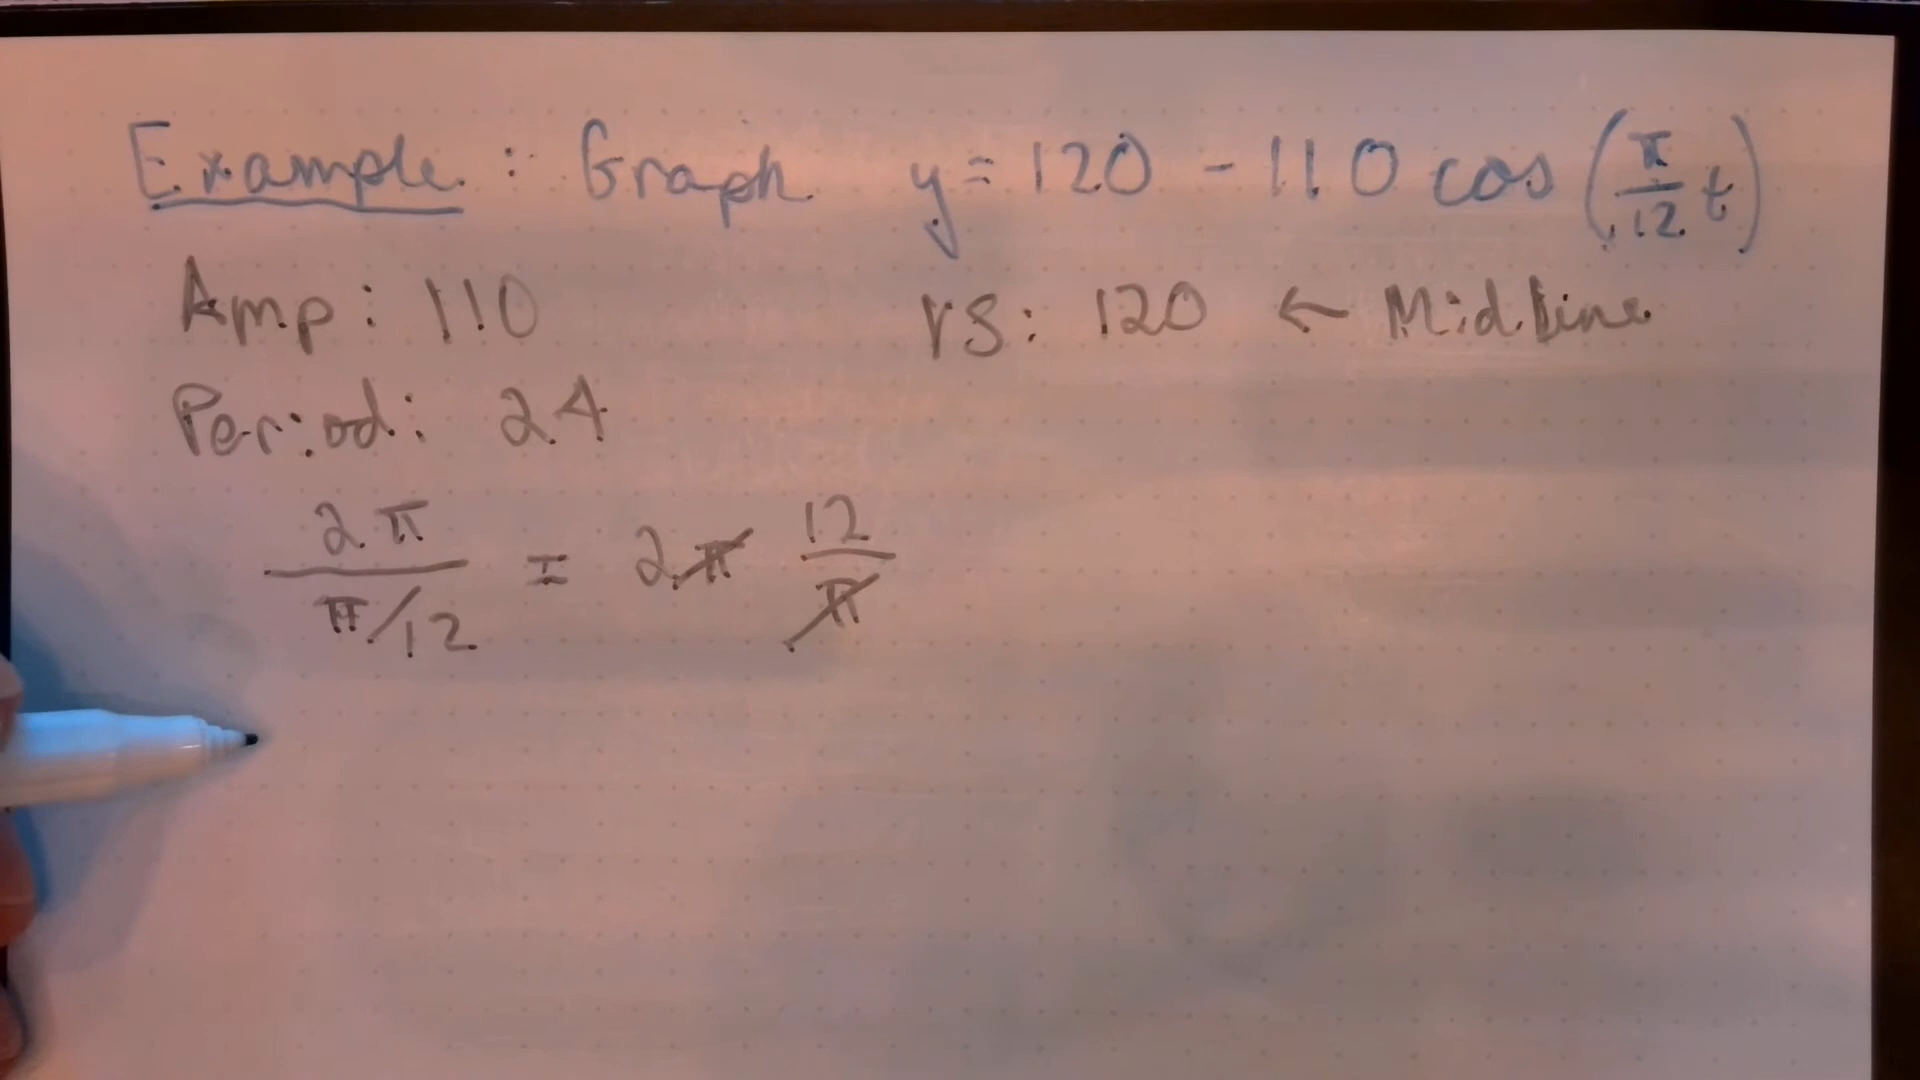 Example: Graph y = 120 - 110 cos (π/12 t)
Amp: 110 VS: 120 ← Midline
Period: 24
2π / (π/12) = 2π 12/π